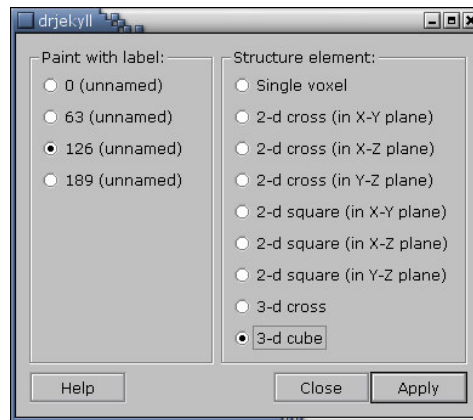 drjekyll
Paint with label:
0 (unnamed)
63 (unnamed)
126 (unnamed)
189 (unnamed)
Structure element:
Single voxel
2-d cross (in X-Y plane)
2-d cross (in X-Z plane)
2-d cross (in Y-Z plane)
2-d square (in X-Y plane)
2-d square (in X-Z plane)
2-d square (in Y-Z plane)
3-d cross
3-d cube
Help
Close
Apply